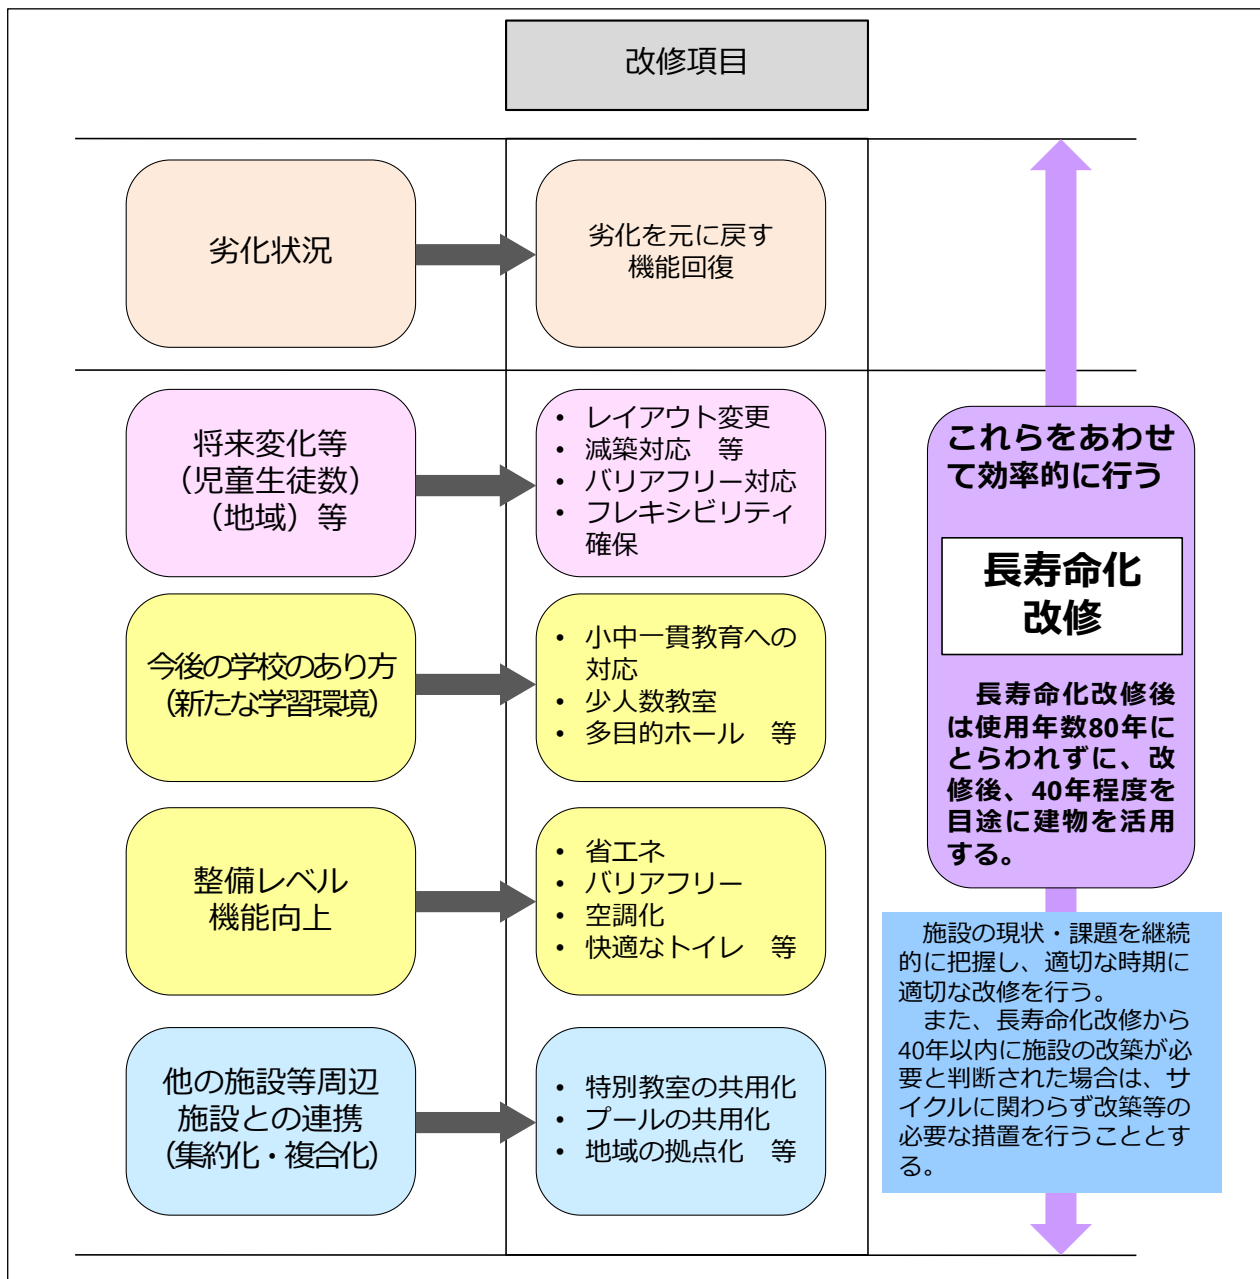 改修項目
劣化状況
劣化を元に戻す
機能回復
将来変化等
（児童生徒数）
（地域）等
• レイアウト変更
• 減築対応　等
• バリアフリー対応
• フレキシビリティ
確保
今後の学校のあり方
（新たな学習環境）
• 小中一貫教育への
対応
• 少人数教室
• 多目的ホール　等
整備レベル
機能向上
• 省エネ
• バリアフリー
• 空調化
• 快適なトイレ　等
他の施設等周辺
施設との連携
（集約化・複合化）
• 特別教室の共用化
• プールの共用化
• 地域の拠点化　等
これらをあわせ
て効率的に行う
長寿命化
改修
　長寿命化改修後
は使用年数80年に
とらわれずに、改
修後、40年程度を
目途に建物を活用
する。
　施設の現状・課題を継続
的に把握し、適切な時期に
適切な改修を行う。
　また、長寿命化改修から
40年以内に施設の改築が必
要と判断された場合は、サ
イクルに関わらず改築等の
必要な措置を行うこととす
る。